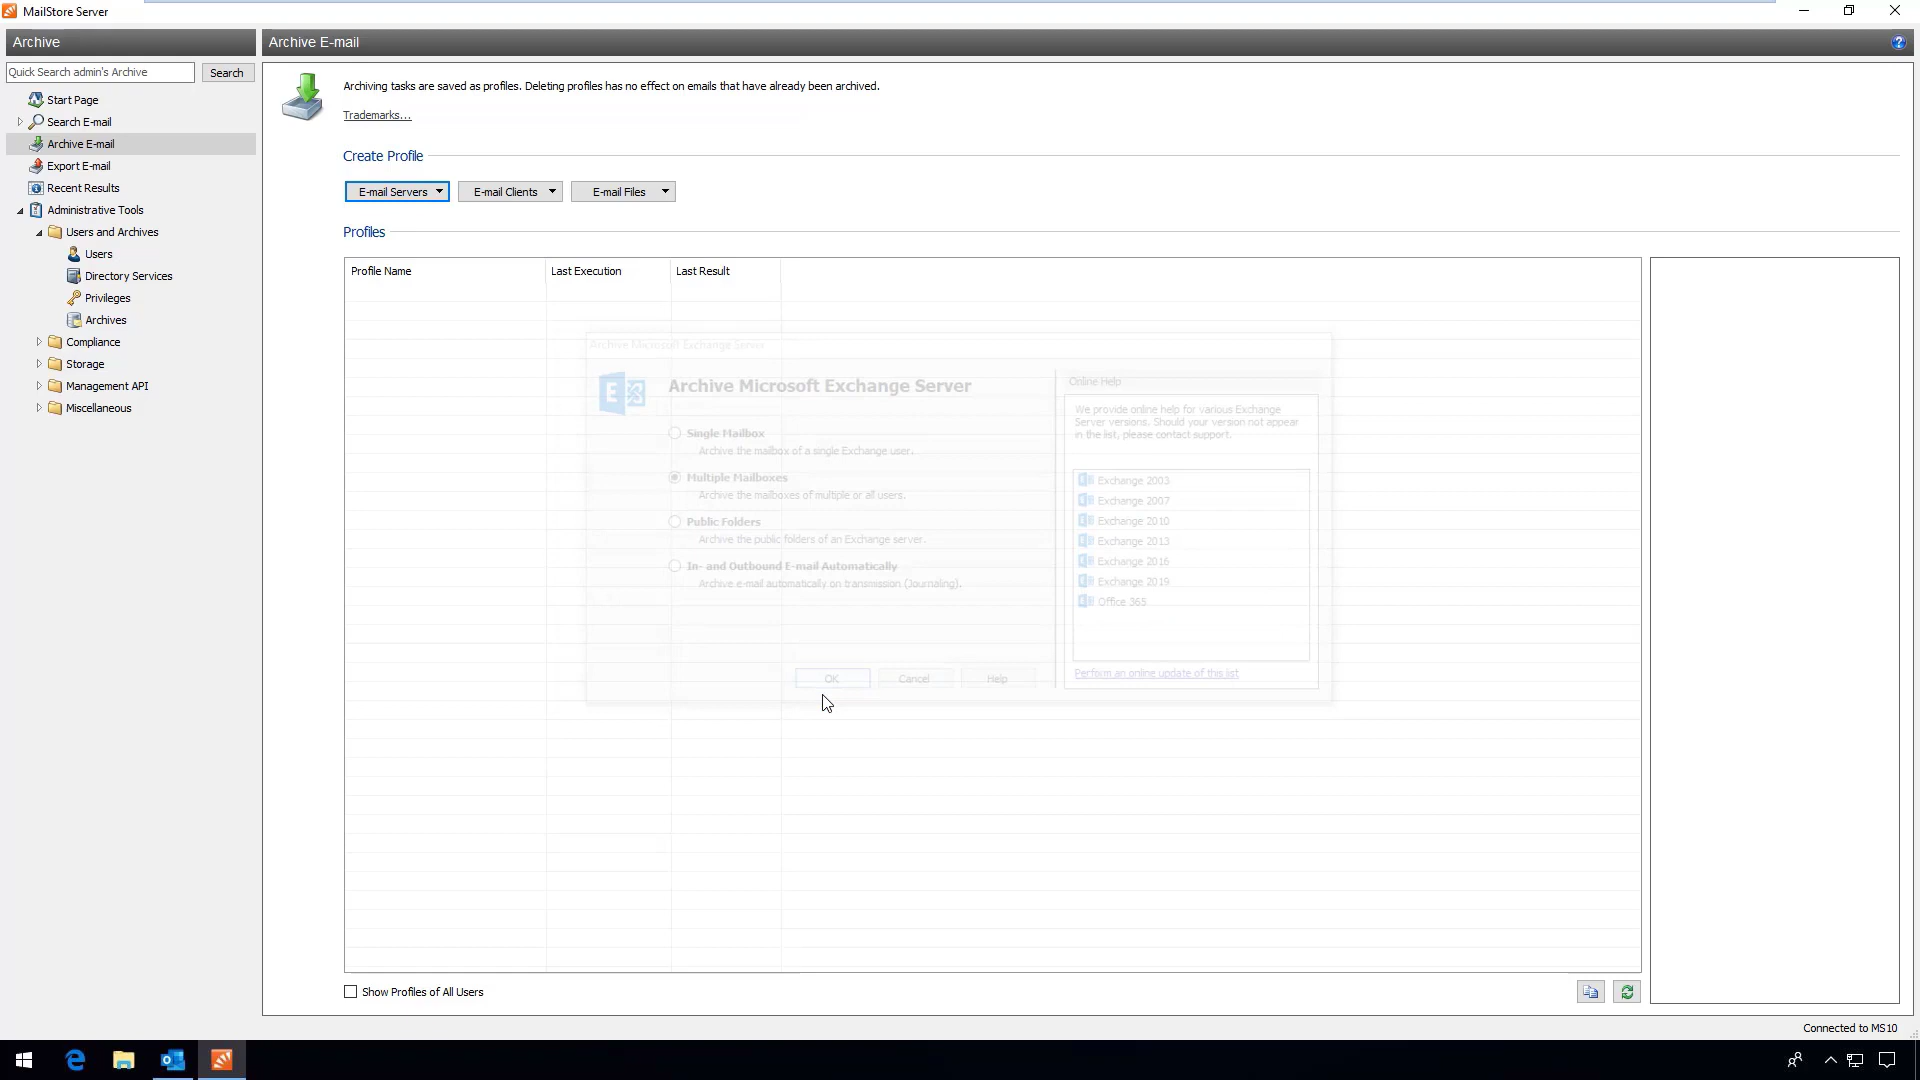 MailStore Server
Archive
Archive E-mail
Quick Search admin's Archive
Search
Start Page
Search E-mail
Archive E-mail
Export E-mail
Recent Results
Administrative Tools
Users and Archives
Users
Directory Services
Privileges
Archives
Compliance
Storage
Management API
Miscellaneous
Archiving tasks are saved as profiles. Deleting profiles has no effect on emails that have already been archived.
Trademarks...
Create Profile
E-mail Servers
E-mail Clients
E-mail Files
Profiles
Profile Name
Last Execution
Last Result
Archive Microsoft Exchange Server
Archive Microsoft Exchange Server
Single Mailbox
Archive the mailbox of a single Exchange user.
Multiple Mailboxes
Archive the mailboxes of multiple or all users.
Public Folders
Archive the public folders of an Exchange server.
In- and Outbound E-mail Automatically
Archive e-mail automatically on transmission (Journaling).
OK
Cancel
Help
Online Help
We provide online help for various Exchange
Server versions. Should your version not appear
in the list, please contact support.
Exchange 2003
Exchange 2007
Exchange 2010
Exchange 2013
Exchange 2016
Exchange 2019
Office 365
Perform an online update of this list
Show Profiles of All Users
Connected to MS10